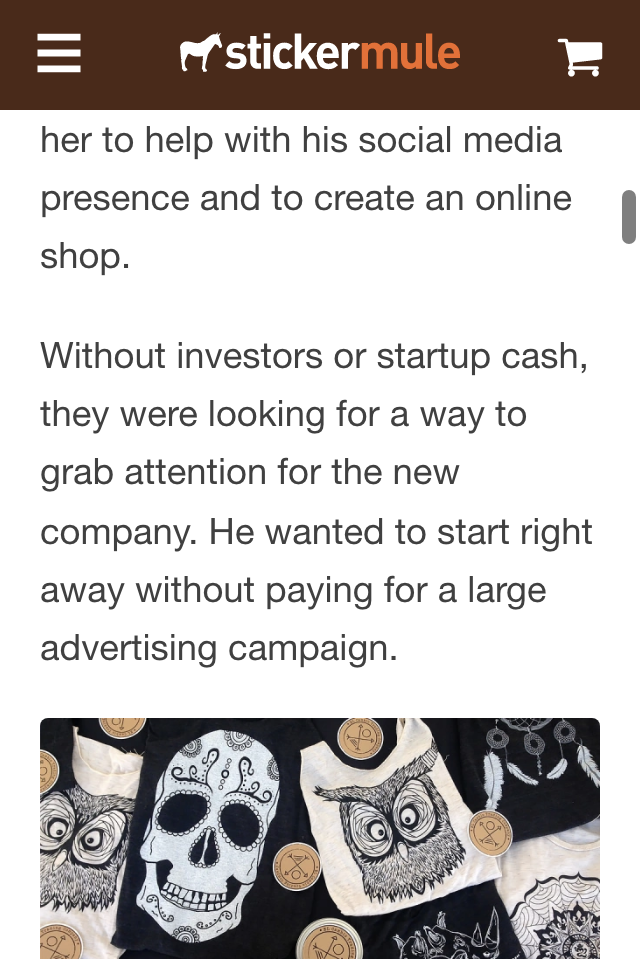 stickermule
her to help with his social media
presence and to create an online
shop.
Without investors or startup cash,
they were looking for a way to
grab attention for the new
company. He wanted to start right
away without paying for a large
advertising campaign.